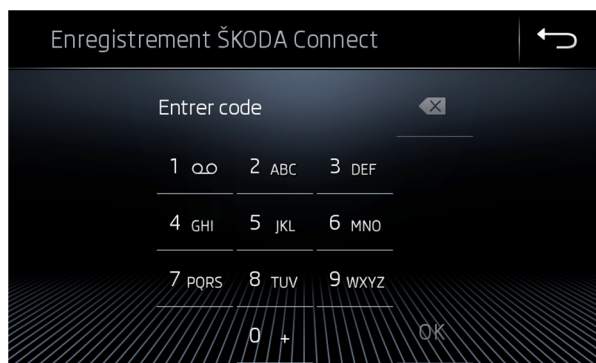 Enregistrement ŠKODA Connect
Entrer code
1 2 ABC 3 DEF
4 GHI 5 JKL 6 MNO
7 PQRS 8 TUV 9 WXYZ
0 + OK